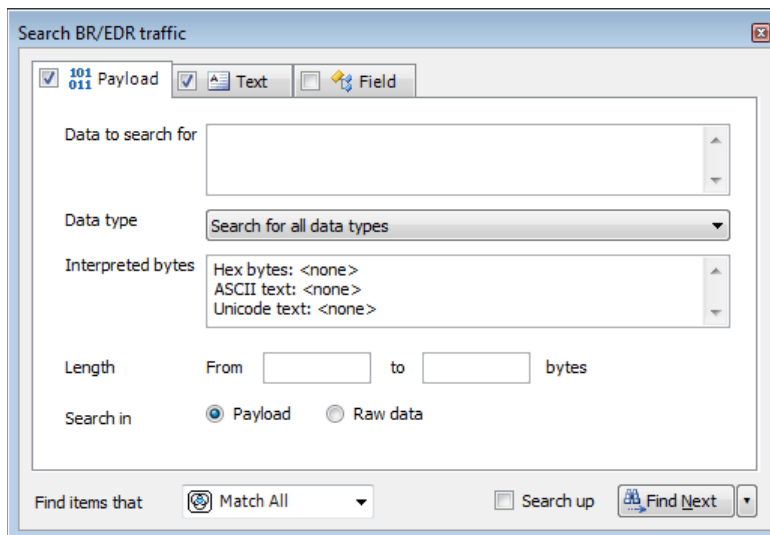 Search BR/EDR traffic
101 011 Payload Text Field
Data to search for
Data type Search for all data types
Interpreted bytes Hex bytes: <none>
ASCII text: <none>
Unicode text: <none>
Length From to bytes
Search in Payload Raw data
Find items that Match All Search up Find Next